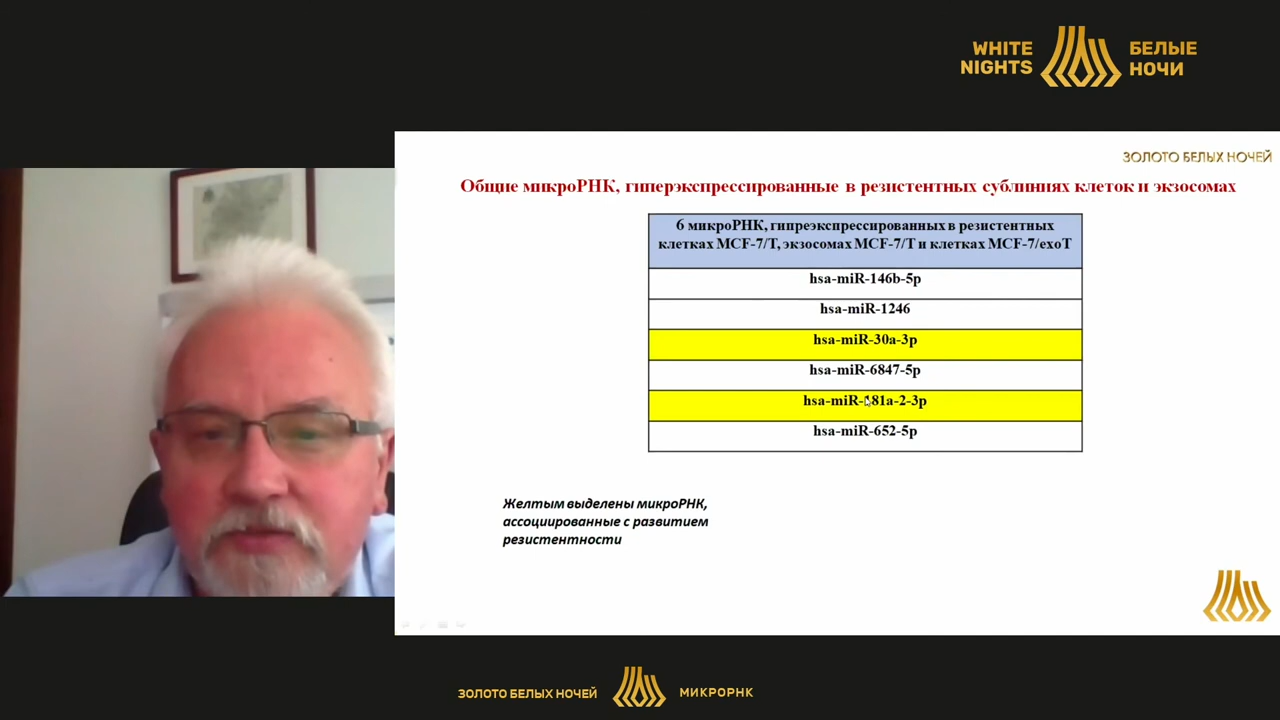 WHITE
NIGHTS
БЕЛЫЕ
НОЧИ
ЗОЛОТО БЕЛЫХ НОЧЕЙ
Общие микроРНК, гиперэкспрессированные в резистентных сублиниях клеток и экзосомах
6 микроРНК, гипреэкспрессированных в резистентных
клетках MCF-7/T, экзосомах MCF-7/T и клетках MCF-7/exoT
hsa-miR-146b-5p
hsa-miR-1246
hsa-miR-30a-3p
hsa-miR-6847-5p
hsa-miR-181a-2-3p
hsa-miR-652-5p
Желтым выделены микроРНК,
ассоциированные с развитием
резистентности
ЗОЛОТО БЕЛЫХ НОЧЕЙ
МИКРОРНК